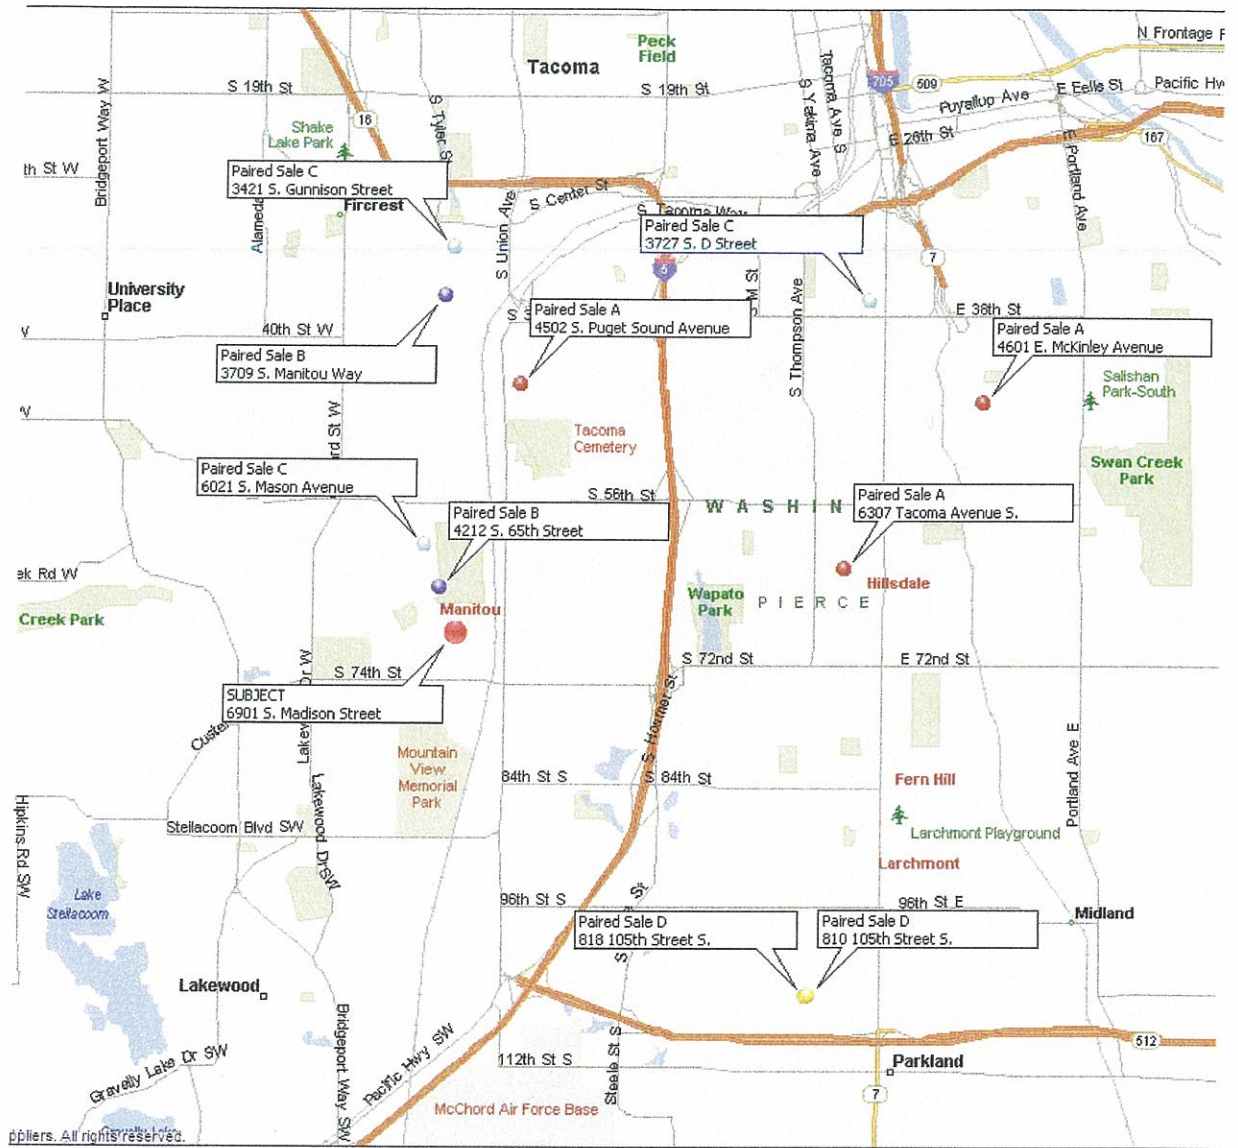 N Frontage R
Peck
Field
Tacoma
S 19th St
S 19th St
705
509
E Eells St
Pacific Hw
Puyallup Ave
Bridgeport Way W
S Tyler S
S Yakima Ave
Tacoma Ave S
16
E 26th St
167
Shake
Lake Park
th St W
Portland Ave
Paired Sale C
3421 S. Gunnison Street
Fircrest
S Center St
S Union Ave
S Tacoma Way
Alameda
Paired Sale C
3727 S. D Street
7
5
University
Place
M St
S Thompson Ave
E 38th St
Paired Sale A
4502 S. Puget Sound Avenue
40th St W
Paired Sale A
4601 E. McKinley Avenue
Paired Sale B
3709 S. Manitou Way
Salishan
Park-South
Tacoma
Cemetery
ard St W
Swan Creek
Park
Paired Sale C
6021 S. Mason Avenue
S 56th St
WASHIN
Paired Sale A
6307 Tacoma Avenue S.
Paired Sale B
4212 S. 65th Street
ek Rd W
Hillsdale
Creek Park
Manitou
Wapato
Park
PIERCE
S 72nd St
E 72nd St
S 74th St
Dr W
SUBJECT
6901 S. Madison Street
Custe
Lakew
S Hosmer St
Portland Ave E
Mountain
View
Memorial
Park
84th St S
S 84th St
Fern Hill
Hipkins Rd SW
Lakewood Dr SW
Steilacoom Blvd SW
Larchmont Playground
Larchmont
Lake
Steilacoom
96th St S
St
96th St E
Midland
Paired Sale D
818 105th Street S.
Paired Sale D
810 105th Street S.
S
Lakewood
Bridgeport Way SW
Pacific Hwy SW
Steele St S
512
Gravelly Lake Dr SW
112th St S
Parkland
7
McChord Air Force Base
ppliers. All rights reserved.
Gravelly Lake